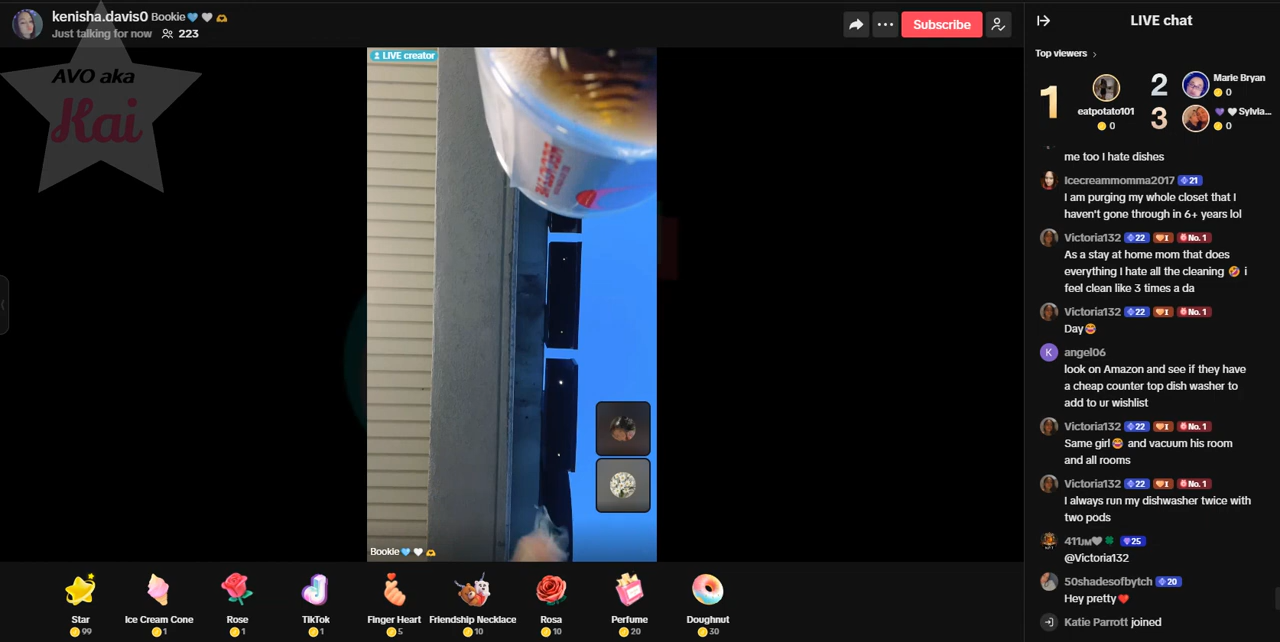 kenisha.davis0 Bookie💙 🤍 🫶
Just talking for now 223
Subscribe
LIVE chat
AVO aka
Kai
LIVE creator
Bookie💙 🤍 🫶
Top viewers >
1
eatpotato101
0
2
Marie Bryan
0
3
💜 🤍Sylvia...
0
me too I hate dishes
Icecreammomma2017 21
I am purging my whole closet that I
haven't gone through in 6+ years lol
Victoria132 22 I No. 1
As a stay at home mom that does
everything I hate all the cleaning 🤣 i
feel clean like 3 times a da
Victoria132 22 I No. 1
Day😂
K
angel06
look on Amazon and see if they have
a cheap counter top dish washer to
add to ur wishlist
Victoria132 22 I No. 1
Same girl😂 and vacuum his room
and all rooms
Victoria132 22 I No. 1
I always run my dishwasher twice with
two pods
411ᴊᴍ🤍🍀 25
@Victoria132
50shadesofbytch 20
Hey pretty❤️
Katie Parrott joined
Star
99
Ice Cream Cone
1
Rose
1
TikTok
1
Finger Heart
5
Friendship Necklace
10
Rosa
10
Perfume
20
Doughnut
30